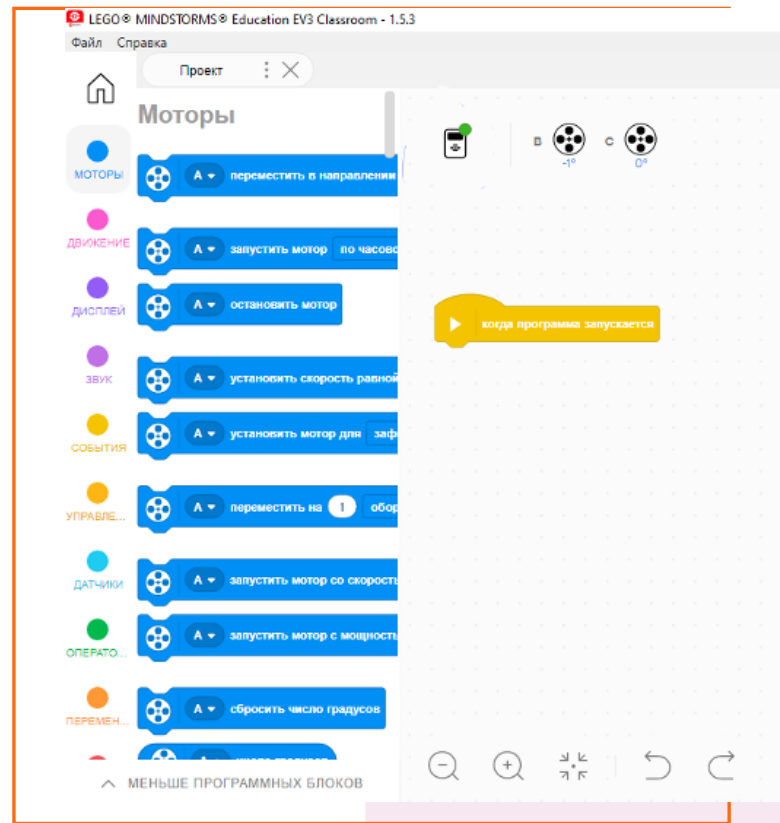 LEGO® MINDSTORMS® Education EV3 Classroom - 1.5.3
Файл Справка
Проект
Моторы
МОТОРЫ
ДВИЖЕНИЕ
ДИСПЛЕЙ
ЗВУК
СОБЫТИЯ
УПРАВЛЕ...
ДАТЧИКИ
ОПЕРАТО...
ПЕРЕМЕН...
A переместить в направлении
A запустить мотор по часово
A остановить мотор
A установить скорость равной
A установить мотор для заф
A переместить на 1 обор
A запустить мотор со скорость
A запустить мотор с мощность
A сбросить число градусов
МЕНЬШЕ ПРОГРАММНЫХ БЛОКОВ
B -1° C 0°
когда программа запускается